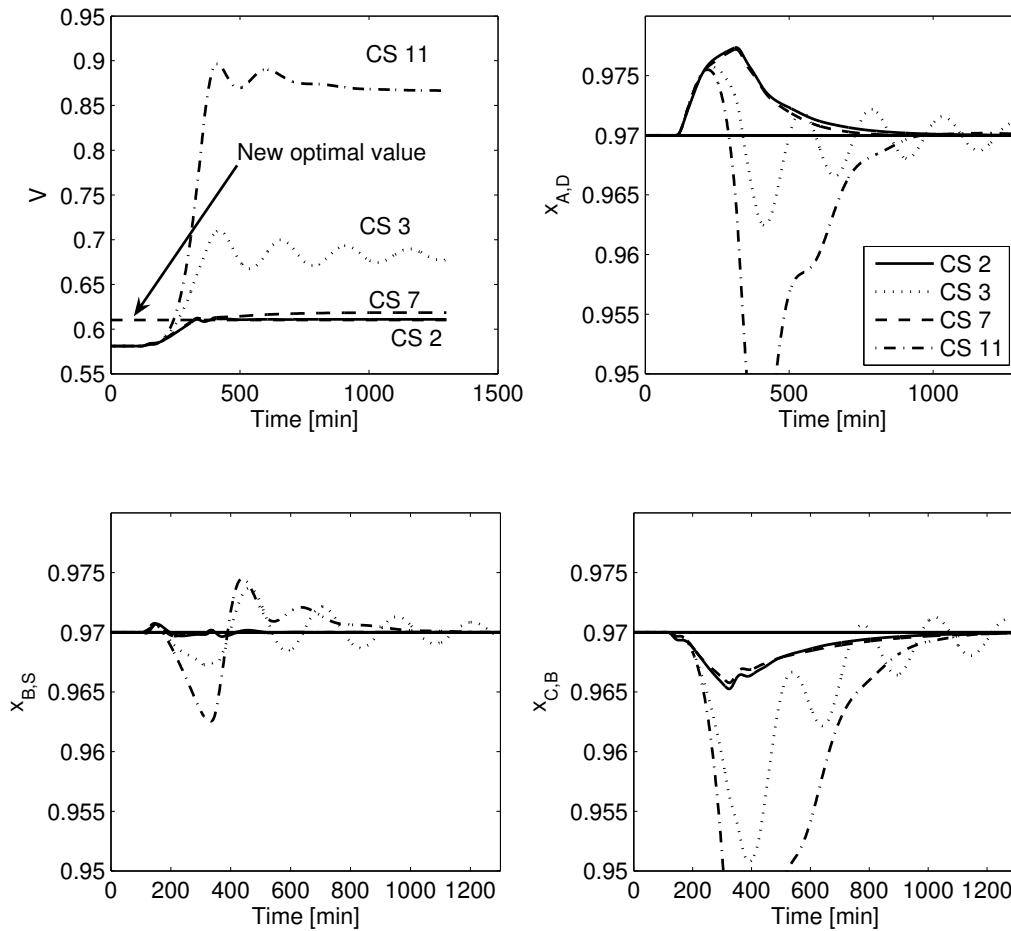 0.95
0.9
0.85
0.8
0.75
0.7
0.65
0.6
0.55
V
CS 11
New optimal value
CS 3
CS 7
CS 2
0
500
1000
1500
Time [min]
0.975
0.97
0.965
0.96
0.955
0.95
x_{A,D}
CS 2
CS 3
CS 7
CS 11
0
500
1000
Time [min]
0.975
0.97
0.965
0.96
0.955
0.95
x_{B,S}
0
200
400
600
800
1000
1200
Time [min]
0.975
0.97
0.965
0.96
0.955
0.95
x_{C,B}
0
200
400
600
800
1000
1200
Time [min]